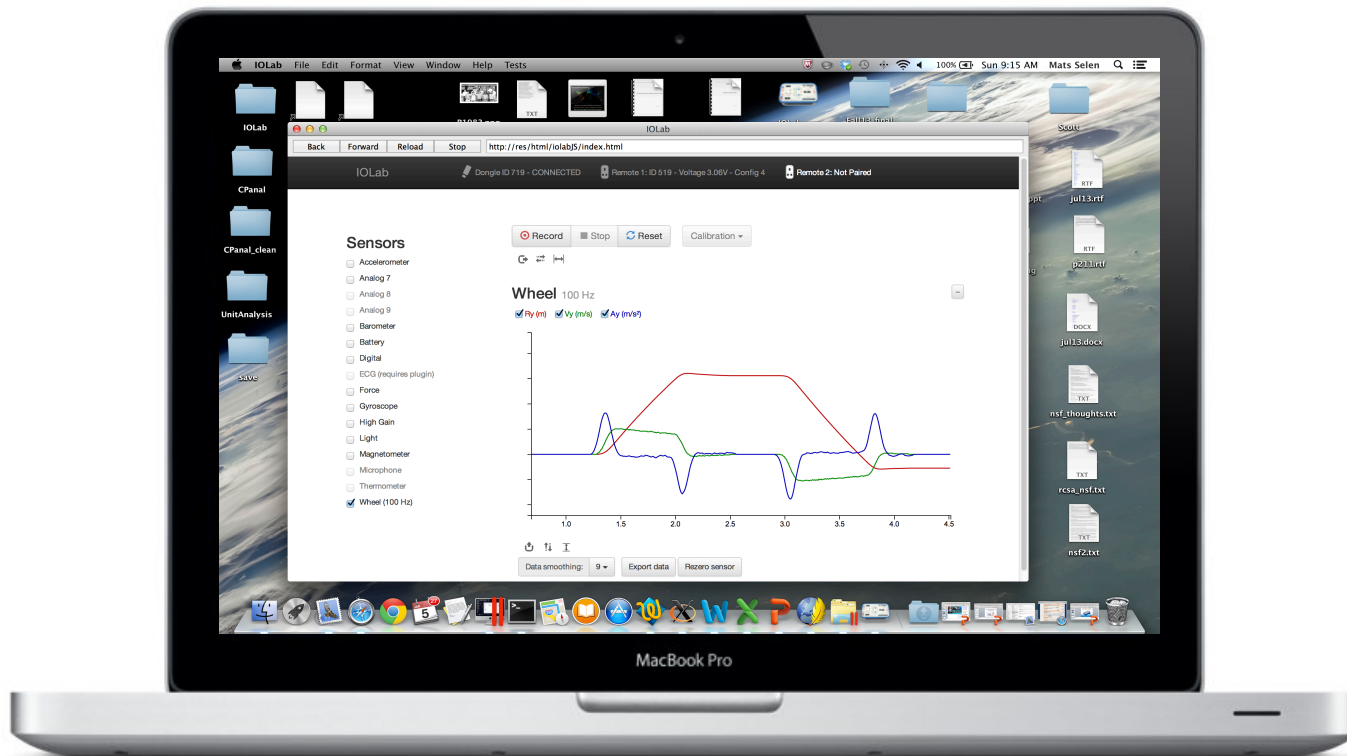 IOLab File Edit Format View Window Help Tests 100% Sun 9:15 AM Mats Selen
TXT
IOLab
Fall13_final
Scott
IOLab
Back Forward Reload Stop http://res/html/iolabJS/index.html
IOLab Dongle ID 719 - CONNECTED Remote 1: ID 519 - Voltage 3.06V - Config 4 Remote 2: Not Paired
CPanal
RTF
jul13.rtf
CPanal_clean
RTF
p211.rtf
UnitAnalysis
DOCX
jul13.docx
save
TXT
nsf_thoughts.txt
TXT
rcsa_nsf.txt
TXT
nsf2.txt
Sensors
Accelerometer
Analog 7
Analog 8
Analog 9
Barometer
Battery
Digital
ECG (requires plugin)
Force
Gyroscope
High Gain
Light
Magnetometer
Microphone
Thermometer
Wheel (100 Hz)
Record Stop Reset Calibration
Wheel 100 Hz
Ry (m) Vy (m/s) Ay (m/s²)
1.0 1.5 2.0 2.5 3.0 3.5 4.0 4.5
Data smoothing: 9 Export data Rezero sensor
5
MacBook Pro